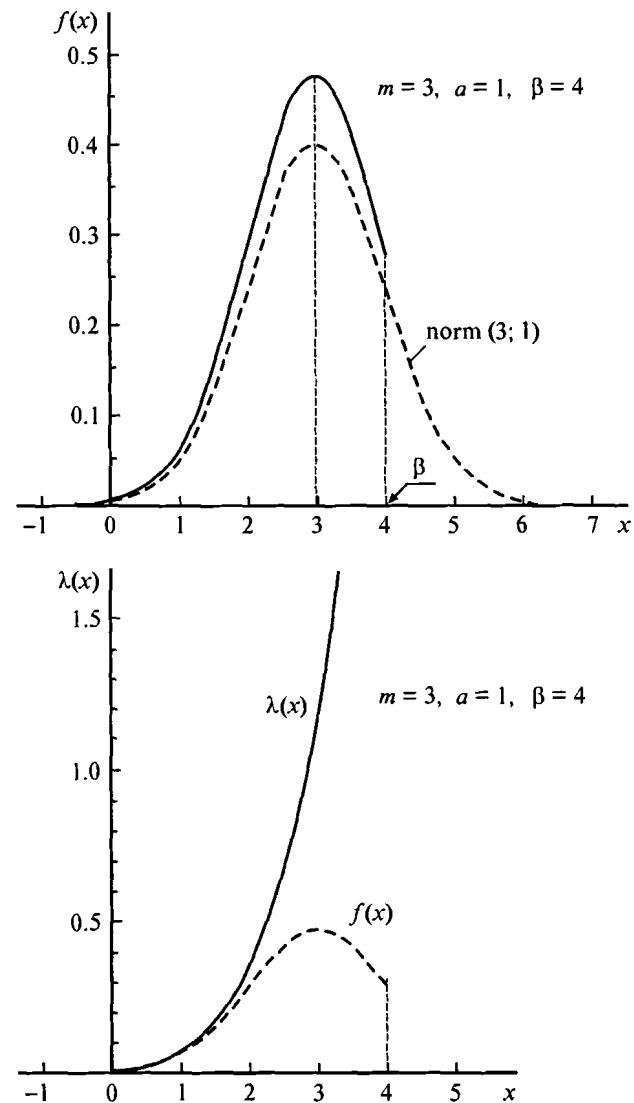 f(x)
0.5
m = 3, a = 1, β = 4
0.4
0.3
0.2
norm (3; 1)
0.1
β
−1 0 1 2 3 4 5 6 7 x
λ(x)
1.5
m = 3, a = 1, β = 4
λ(x)
1.0
f(x)
0.5
−1 0 1 2 3 4 5 x